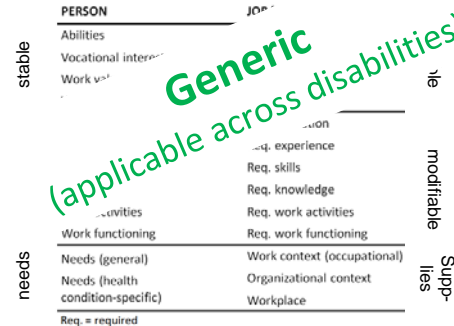 PERSON
Abilities
Vocational
Work
Generic
(applicable across disabilities)
stable
Req. experience
Req. skills
Req. knowledge
Req. work activities
Work functioning Req. work functioning
modifiable
needs
Needs (general) Work context (occupational)
Needs (health Organizational context
condition-specific) Workplace
Supp-
lies
Req. = required